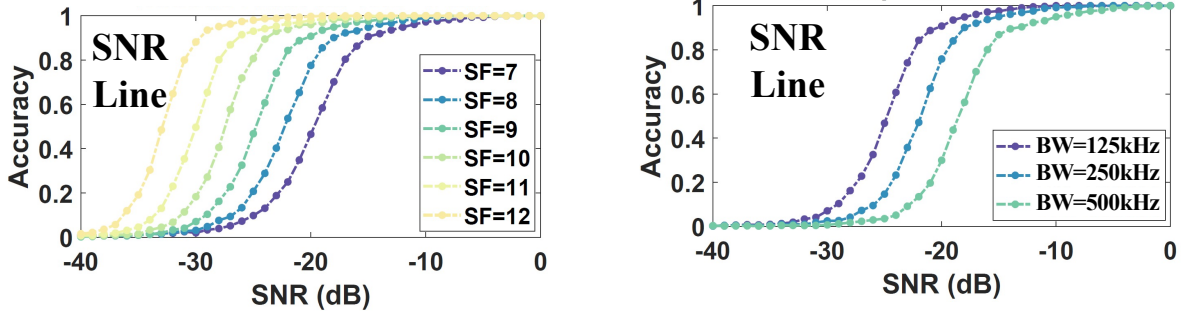 SNR
Line
Accuracy
1
0.8
0.6
0.4
0.2
0
-40
-30
-20
-10
0
SNR (dB)
SF=7
SF=8
SF=9
SF=10
SF=11
SF=12
SNR
Line
Accuracy
1
0.8
0.6
0.4
0.2
0
-40
-30
-20
-10
0
SNR (dB)
BW=125kHz
BW=250kHz
BW=500kHz